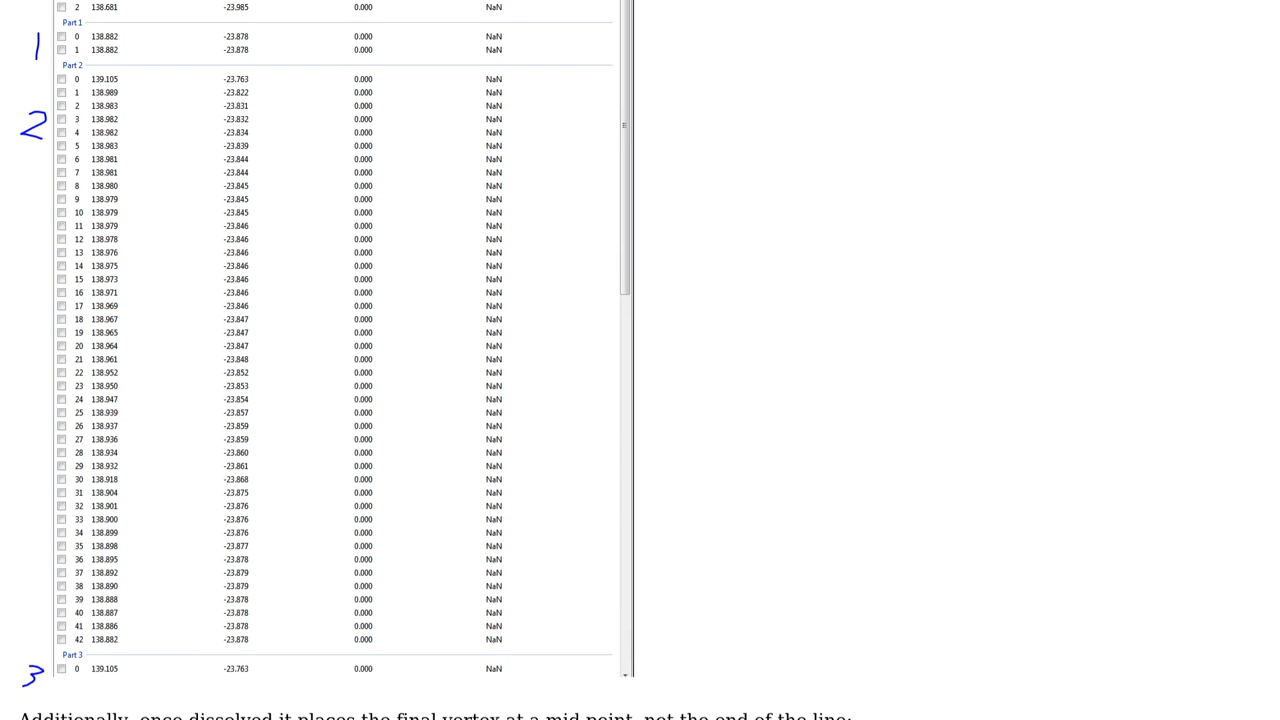 2 138.681 -23.985 0.000 NaN
Part 1
1
0 138.882 -23.878 0.000 NaN
1 138.882 -23.878 0.000 NaN
Part 2
0 139.105 -23.763 0.000 NaN
1 138.989 -23.822 0.000 NaN
2 138.983 -23.831 0.000 NaN
2
3 138.982 -23.832 0.000 NaN
4 138.982 -23.834 0.000 NaN
5 138.983 -23.839 0.000 NaN
6 138.981 -23.844 0.000 NaN
7 138.981 -23.844 0.000 NaN
8 138.980 -23.845 0.000 NaN
9 138.979 -23.845 0.000 NaN
10 138.979 -23.845 0.000 NaN
11 138.979 -23.846 0.000 NaN
12 138.978 -23.846 0.000 NaN
13 138.976 -23.846 0.000 NaN
14 138.975 -23.846 0.000 NaN
15 138.973 -23.846 0.000 NaN
16 138.971 -23.846 0.000 NaN
17 138.969 -23.846 0.000 NaN
18 138.967 -23.847 0.000 NaN
19 138.965 -23.847 0.000 NaN
20 138.964 -23.847 0.000 NaN
21 138.961 -23.848 0.000 NaN
22 138.952 -23.852 0.000 NaN
23 138.950 -23.853 0.000 NaN
24 138.947 -23.854 0.000 NaN
25 138.939 -23.857 0.000 NaN
26 138.937 -23.859 0.000 NaN
27 138.936 -23.859 0.000 NaN
28 138.934 -23.860 0.000 NaN
29 138.932 -23.861 0.000 NaN
30 138.918 -23.868 0.000 NaN
31 138.904 -23.875 0.000 NaN
32 138.901 -23.876 0.000 NaN
33 138.900 -23.876 0.000 NaN
34 138.899 -23.876 0.000 NaN
35 138.898 -23.877 0.000 NaN
36 138.895 -23.878 0.000 NaN
37 138.892 -23.879 0.000 NaN
38 138.890 -23.879 0.000 NaN
39 138.888 -23.878 0.000 NaN
40 138.887 -23.878 0.000 NaN
41 138.886 -23.878 0.000 NaN
42 138.882 -23.878 0.000 NaN
Part 3
3
0 139.105 -23.763 0.000 NaN
Additionally, once dissolved it places the final vertex at a mid point, not the end of the line: